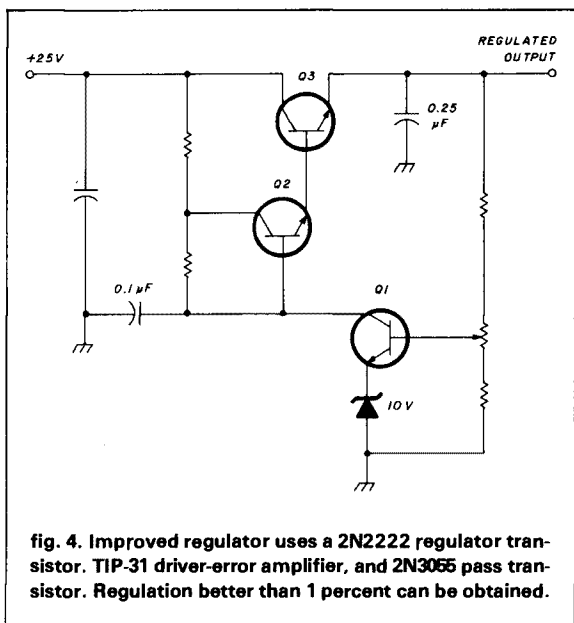 +25V
REGULATED
OUTPUT
Q3
0.25
µF
Q2
0.1µF
Q1
10V
fig. 4. Improved regulator uses a 2N2222 regulator tran-
sistor. TIP-31 driver-error amplifier, and 2N3055 pass tran-
sistor. Regulation better than 1 percent can be obtained.